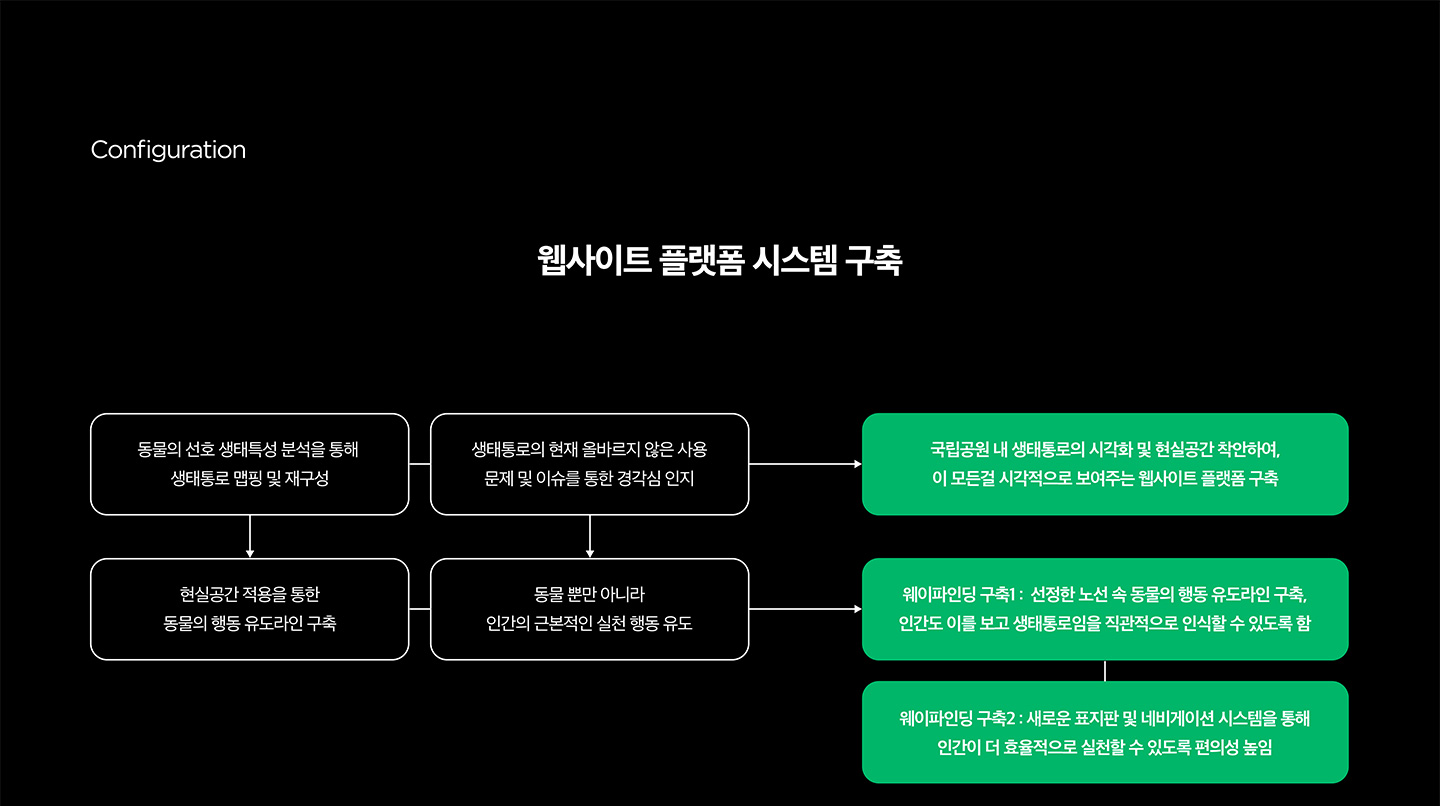 Configuration
웹사이트 플랫폼 시스템 구축
동물의 선호 생태특성 분석을 통해
생태통로 맵핑 및 재구성
생태통로의 현재 올바르지 않은 사용
문제 및 이슈를 통한 경각심 인지
국립공원 내 생태통로의 시각화 및 현실공간 착안하여,
이 모든걸 시각적으로 보여주는 웹사이트 플랫폼 구축
현실공간 적용을 통한
동물의 행동 유도라인 구축
동물 뿐만 아니라
인간의 근본적인 실천 행동 유도
웨이파인딩 구축1 : 선정한 노선 속 동물의 행동 유도라인 구축,
인간도 이를 보고 생태통로임을 직관적으로 인식할 수 있도록 함
웨이파인딩 구축2 : 새로운 표지판 및 네비게이션 시스템을 통해
인간이 더 효율적으로 실천할 수 있도록 편의성 높임